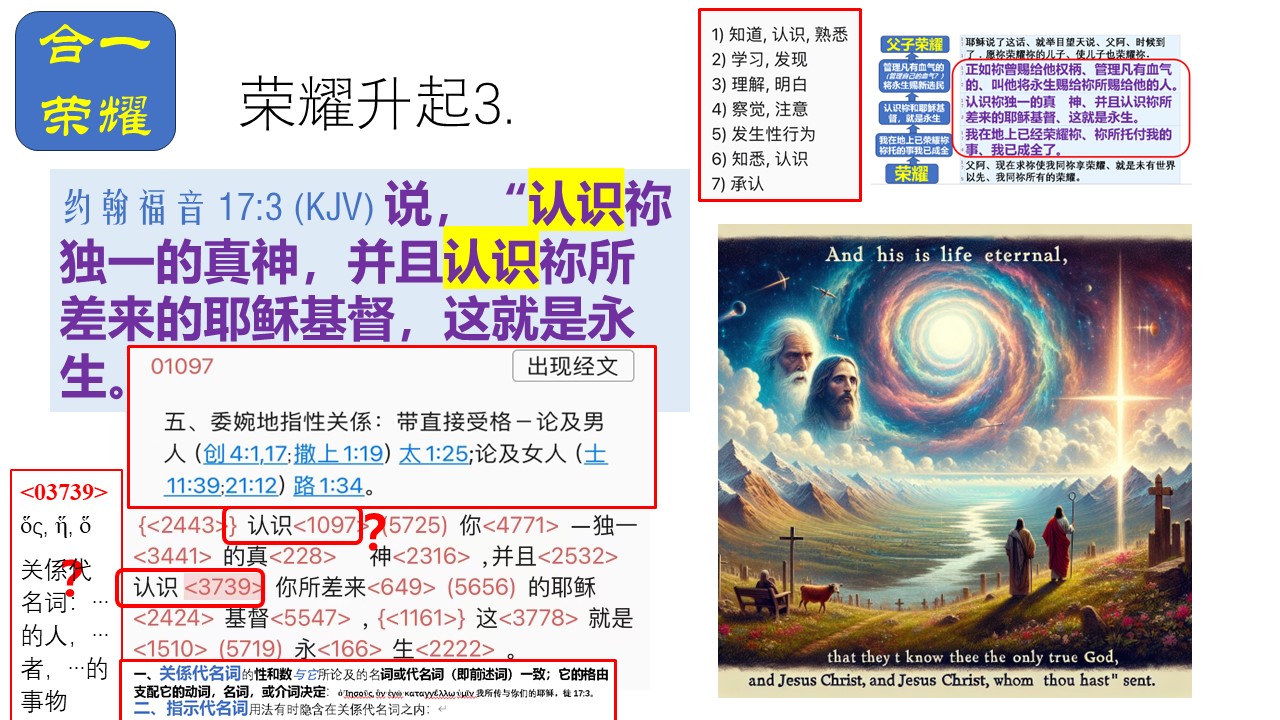 合一
荣耀
荣耀升起3.
约翰福音 17:3 (KJV) 说，“认识祢
独一的真神，并且认识祢所
差来的耶稣基督，这就是永
生。
01097
出现经文
五、委婉地指性关係：带直接受格－论及男
人 (创 4:1,17;撒上 1:19) 太 1:25;论及女人 (士
11:39;21:12) 路 1:34。
<03739>
ὅς, ἥ, ὅ
关係代
名词：…
的人，…
者，…的
事物
?
{<2443>} 认识<1097> (5725) 你<4771> —独一
?
<3441> 的真<228> 神<2316> ,并且<2532>
认识 <3739> 你所差来<649> (5656) 的耶稣
<2424> 基督<5547> , {<1161>} 这<3778> 就是
<1510> (5719) 永<166> 生<2222> 。
一、关係代名词的性和数与它所论及的名词或代名词（即前述词）一致；它的格由
支配它的动词，名词，或介词决定： ὁ Ἰησοῦς, ὃν ἐγὼ καταγγέλλω ὑμῖν 我所传与你们的耶稣，徒 17:3。
二、指示代名词用法有时隐含在关係代名词之内：
1) 知道, 认识, 熟悉
2) 学习, 发现
3) 理解, 明白
4) 察觉, 注意
5) 发生性行为
6) 知悉, 认识
7) 承认
父子荣耀
管理凡有血气的
(管理自己的血气？)
将永生赐新选民
认识祢和耶稣基
督，就是永生
我在地上已荣耀祢
祢托的事我已成全
荣耀
耶稣说了这话、就举目望天说、父阿、时候到
了．愿祢荣耀祢的儿子、使儿子也荣耀祢．
正如祢曾赐给他权柄、管理凡有血气
的、叫他将永生赐给祢所赐给他的人。
认识祢独一的真　神、并且认识祢所
差来的耶稣基督、这就是永生。
我在地上已经荣耀祢、祢所托付我的
事、我已成全了。
父阿、现在求祢使我同祢享荣耀、就是未有世界
以先、我同祢所有的荣耀。
And his is life eterrnal,
that they t know thee the only true God,
and Jesus Christ, and Jesus Christ, whom thou hast" sent.